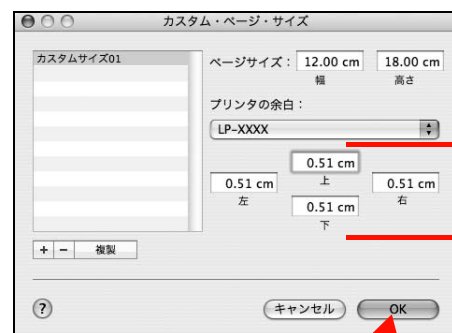 カスタム・ページ・サイズ
カスタムサイズ01
ページサイズ： 12.00 cm 18.00 cm
幅 高さ
プリンタの余白：
LP-XXXX
0.51 cm
上
0.51 cm 0.51 cm
左 右
0.51 cm
下
+ − 複製
? キャンセル OK